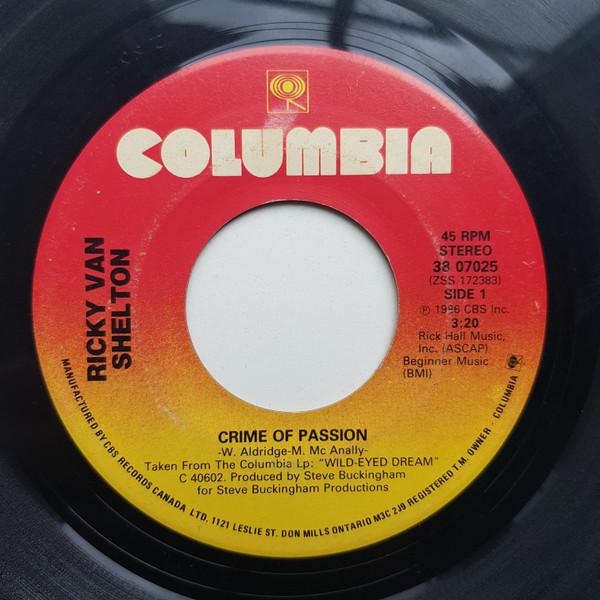 COLUMBIA
RICKY VAN
SHELTON
45 RPM
STEREO
38 07025
(ZSS 172383)
SIDE 1
℗ 1986 CBS Inc.
3:20
Rick Hall Music,
Inc. (ASCAP)
Beginner Music
(BMI)
CRIME OF PASSION
-W. Aldridge-M. Mc Anally-
Taken From The Columbia Lp: "WILD-EYED DREAM"
C 40602. Produced by Steve Buckingham
for Steve Buckingham Productions
MANUFACTURED BY CBS RECORDS CANADA LTD. 1121 LESLIE ST. DON MILLS ONTARIO M3C 2J9 REGISTERED T.M. OWNER - COLUMBIA